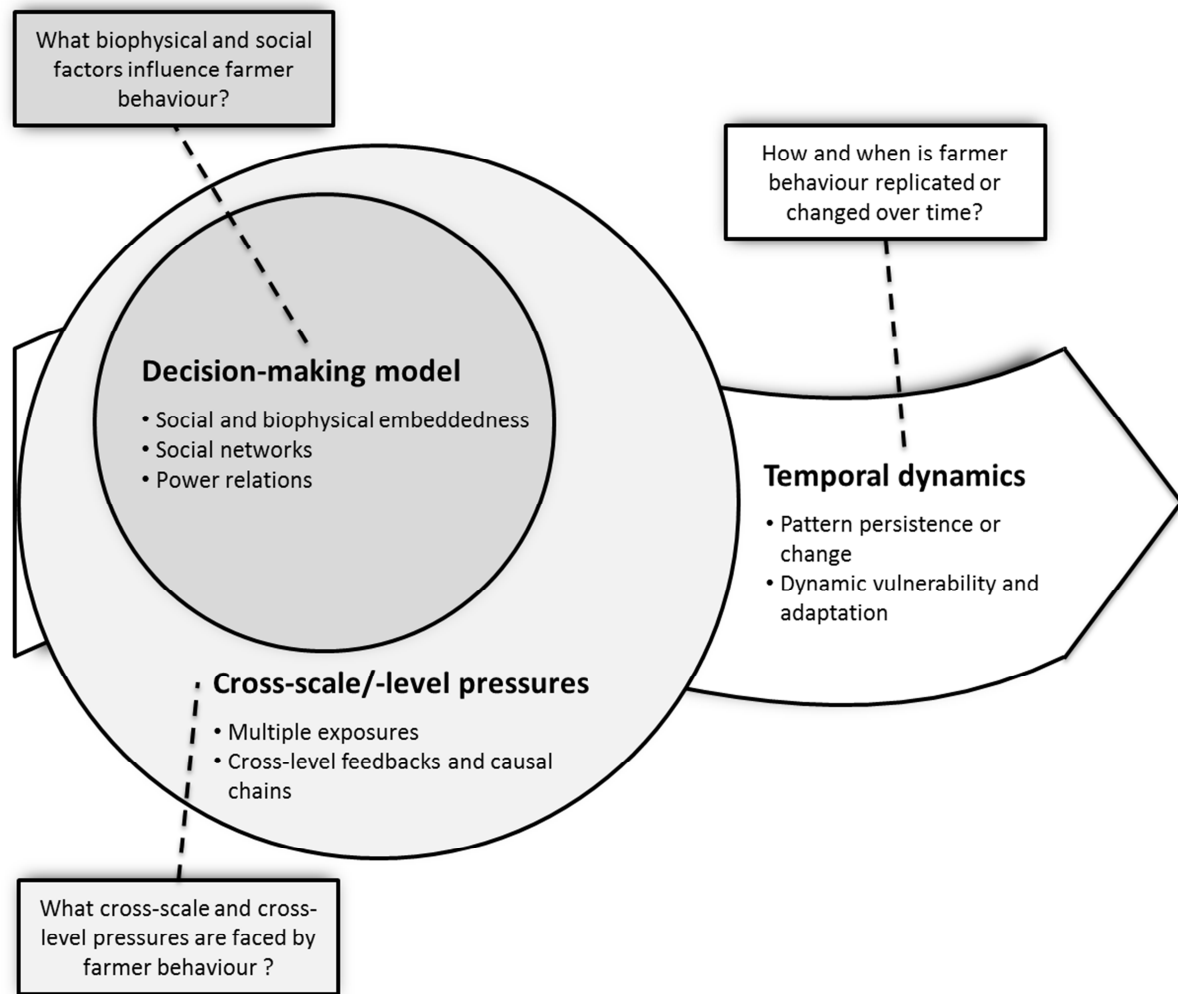 What biophysical and social
factors influence farmer
behaviour?
How and when is farmer
behaviour replicated or
changed over time?
Decision-making model
• Social and biophysical embeddedness
• Social networks
• Power relations
Temporal dynamics
• Pattern persistence or
change
• Dynamic vulnerability and
adaptation
Cross-scale/-level pressures
• Multiple exposures
• Cross-level feedbacks and causal
chains
What cross-scale and cross-
level pressures are faced by
farmer behaviour ?